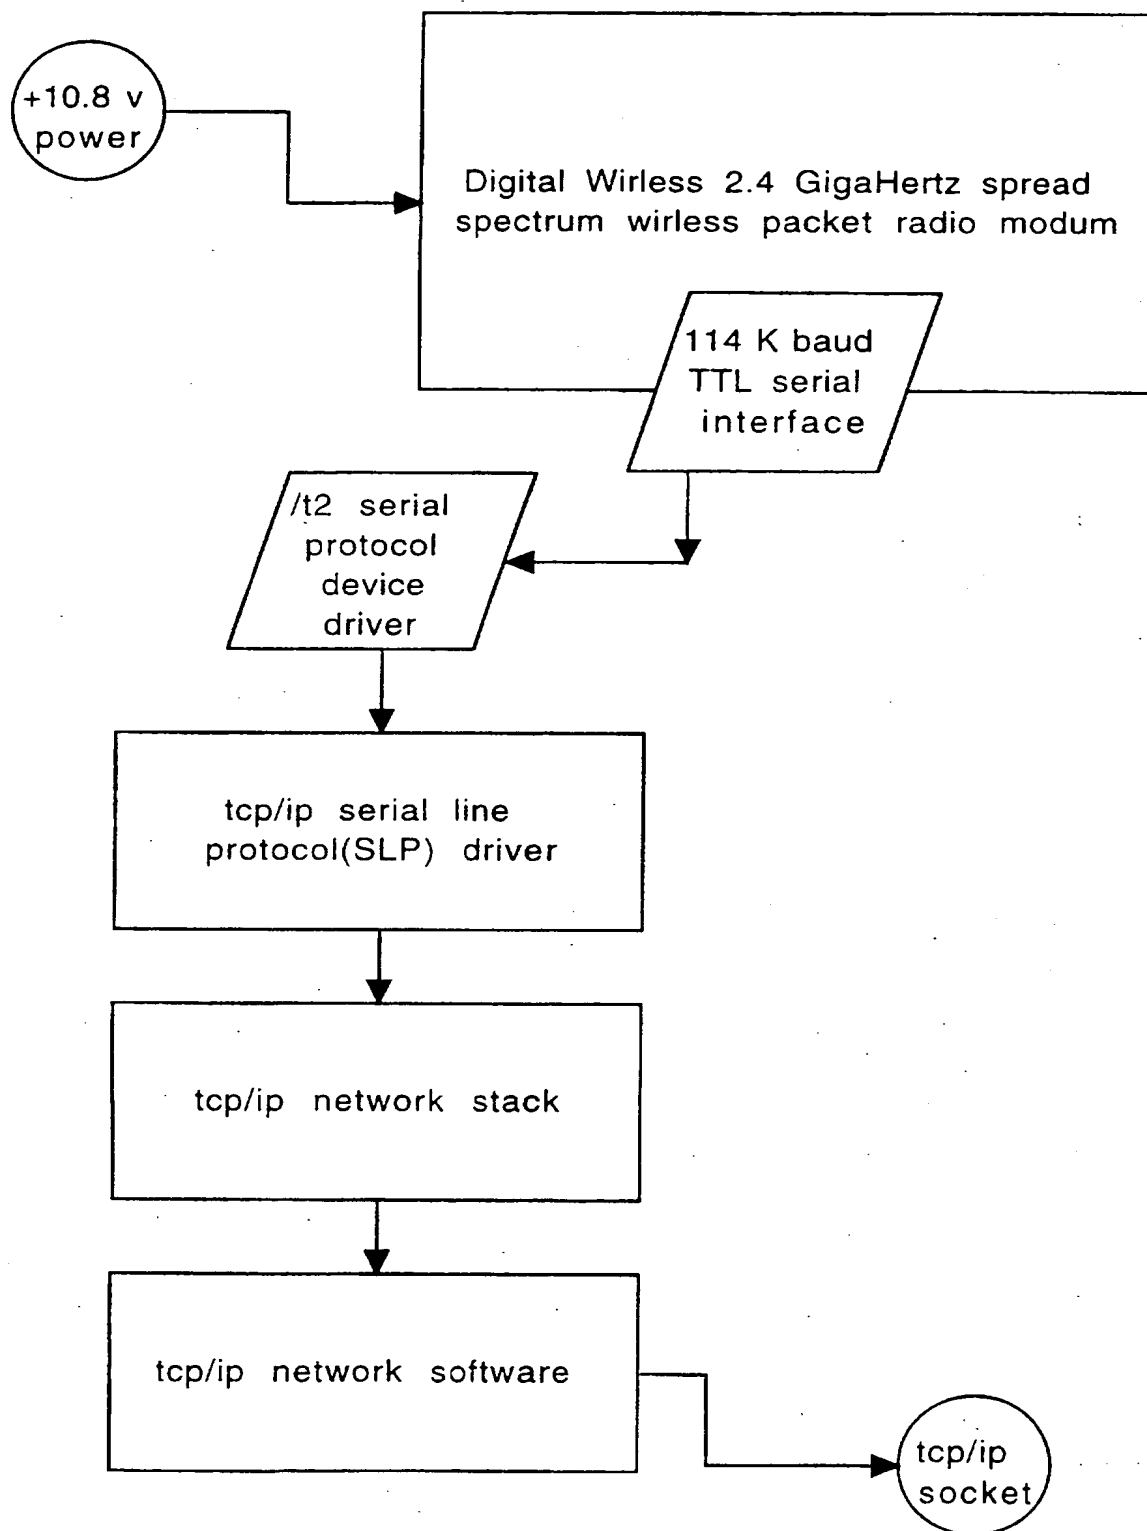 +10.8 v
power
Digital Wirless 2.4 GigaHertz spread
spectrum wirless packet radio modum
114 K baud
TTL serial
interface
/t2 serial
protocol
device
driver
tcp/ip serial line
protocol(SLP) driver
tcp/ip network stack
tcp/ip network software
tcp/ip
socket